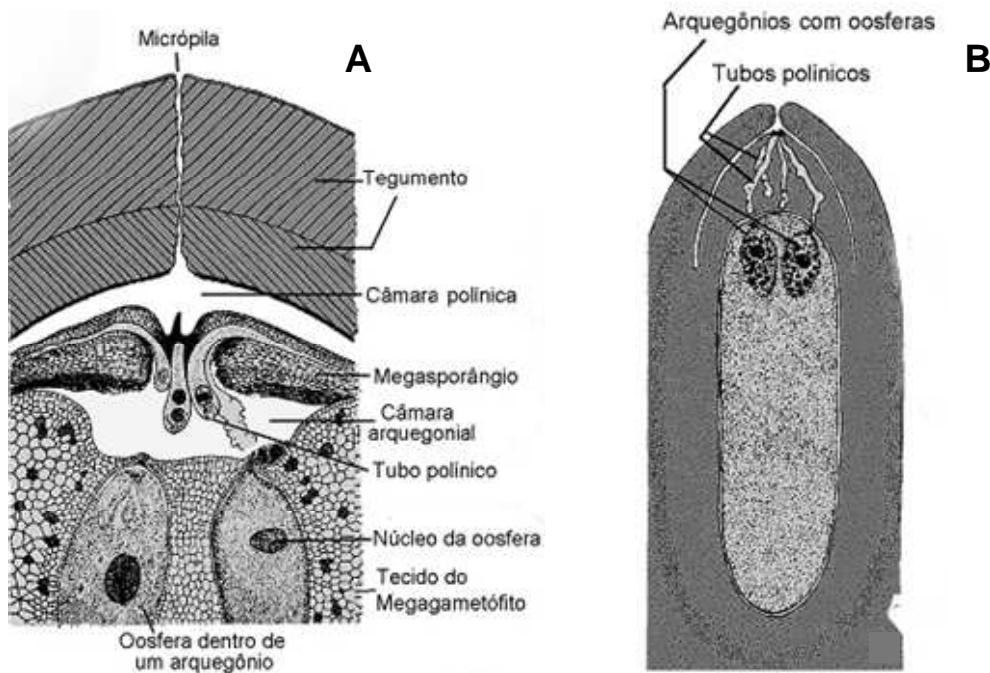 Micrópila
A
Tegumento
Câmara polínica
Megasporângio
Câmara
arquegonial
Tubo polínico
Núcleo da oosfera
Tecido do
Megagametófito
Oosfera dentro de
um arquegônio
Arquegônios com oosferas
B
Tubos polínicos